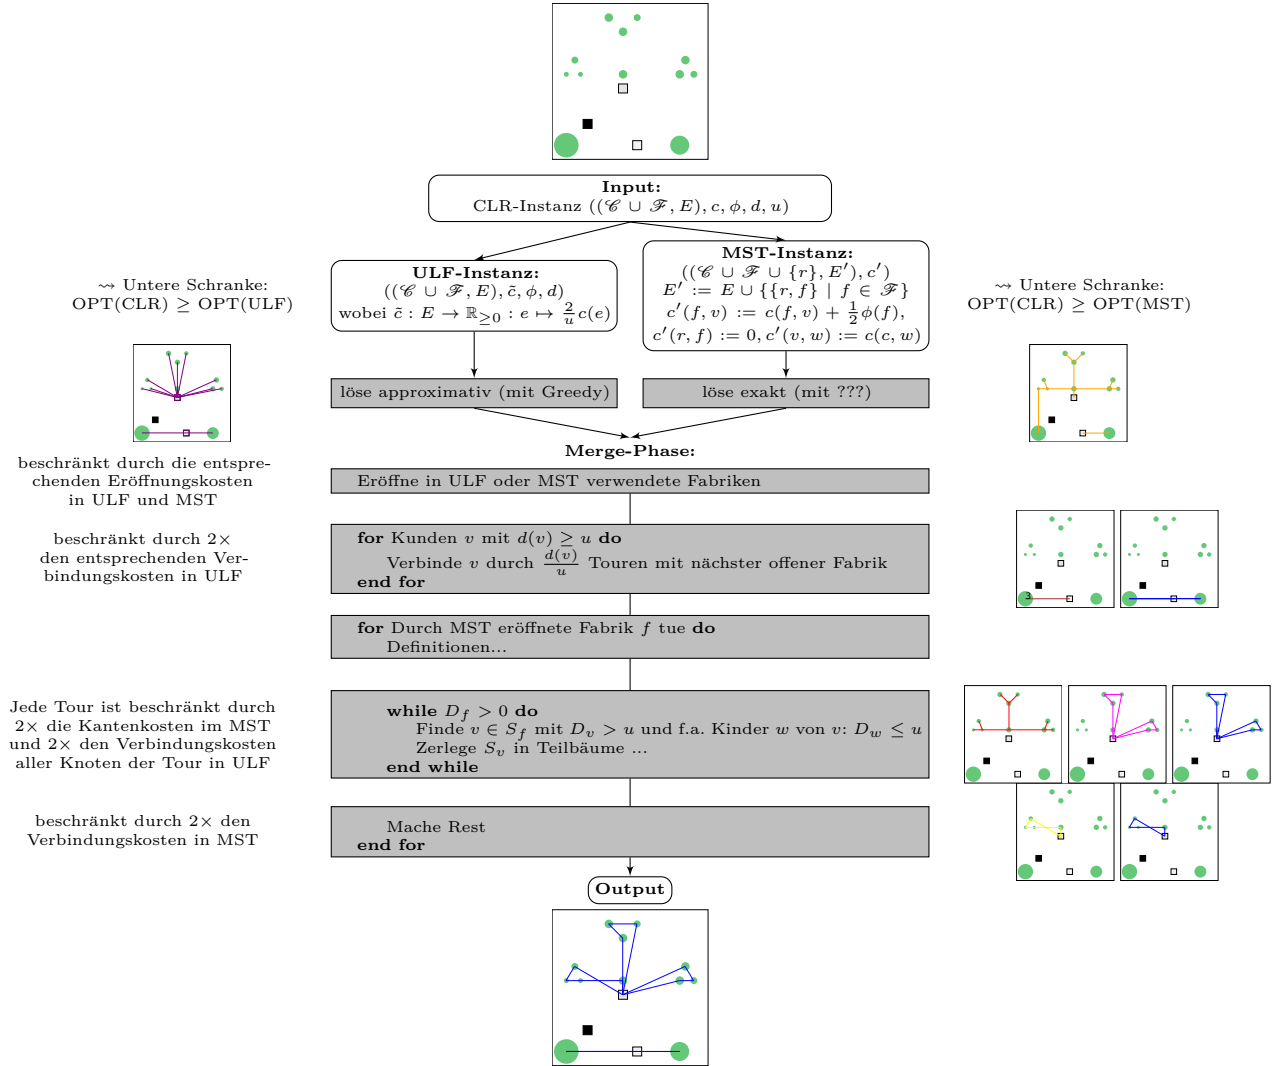 Input:
CLR-Instanz ((𝒞 ∪ ℱ, E), c, ϕ, d, u)
ULF-Instanz:
((𝒞 ∪ ℱ, E), c̃, ϕ, d)
wobei c̃ : E → ℝ≥0 : e ↦ 2/u c(e)
MST-Instanz:
((𝒞 ∪ ℱ ∪ {r}, E′), c′)
E′ := E ∪ {{r, f} | f ∈ ℱ}
c′(f, v) := c(f, v) + 1/2 ϕ(f),
c′(r, f) := 0, c′(v, w) := c(c, w)
⇝ Untere Schranke:
OPT(CLR) ≥ OPT(ULF)
⇝ Untere Schranke:
OPT(CLR) ≥ OPT(MST)
löse approximativ (mit Greedy)
löse exakt (mit ???)
Merge-Phase:
beschränkt durch die entspre-
chenden Eröffnungskosten
in ULF und MST
Eröffne in ULF oder MST verwendete Fabriken
beschränkt durch 2×
den entsprechenden Ver-
bindungskosten in ULF
for Kunden v mit d(v) ≥ u do
Verbinde v durch d(v)/u Touren mit nächster offener Fabrik
end for
3
for Durch MST eröffnete Fabrik f tue do
Definitionen...
Jede Tour ist beschränkt durch
2× die Kantenkosten im MST
und 2× den Verbindungskosten
aller Knoten der Tour in ULF
while D_f > 0 do
Finde v ∈ S_f mit D_v > u und f.a. Kinder w von v: D_w ≤ u
Zerlege S_v in Teilbäume ...
end while
beschränkt durch 2× den
Verbindungskosten in MST
Mache Rest
end for
Output